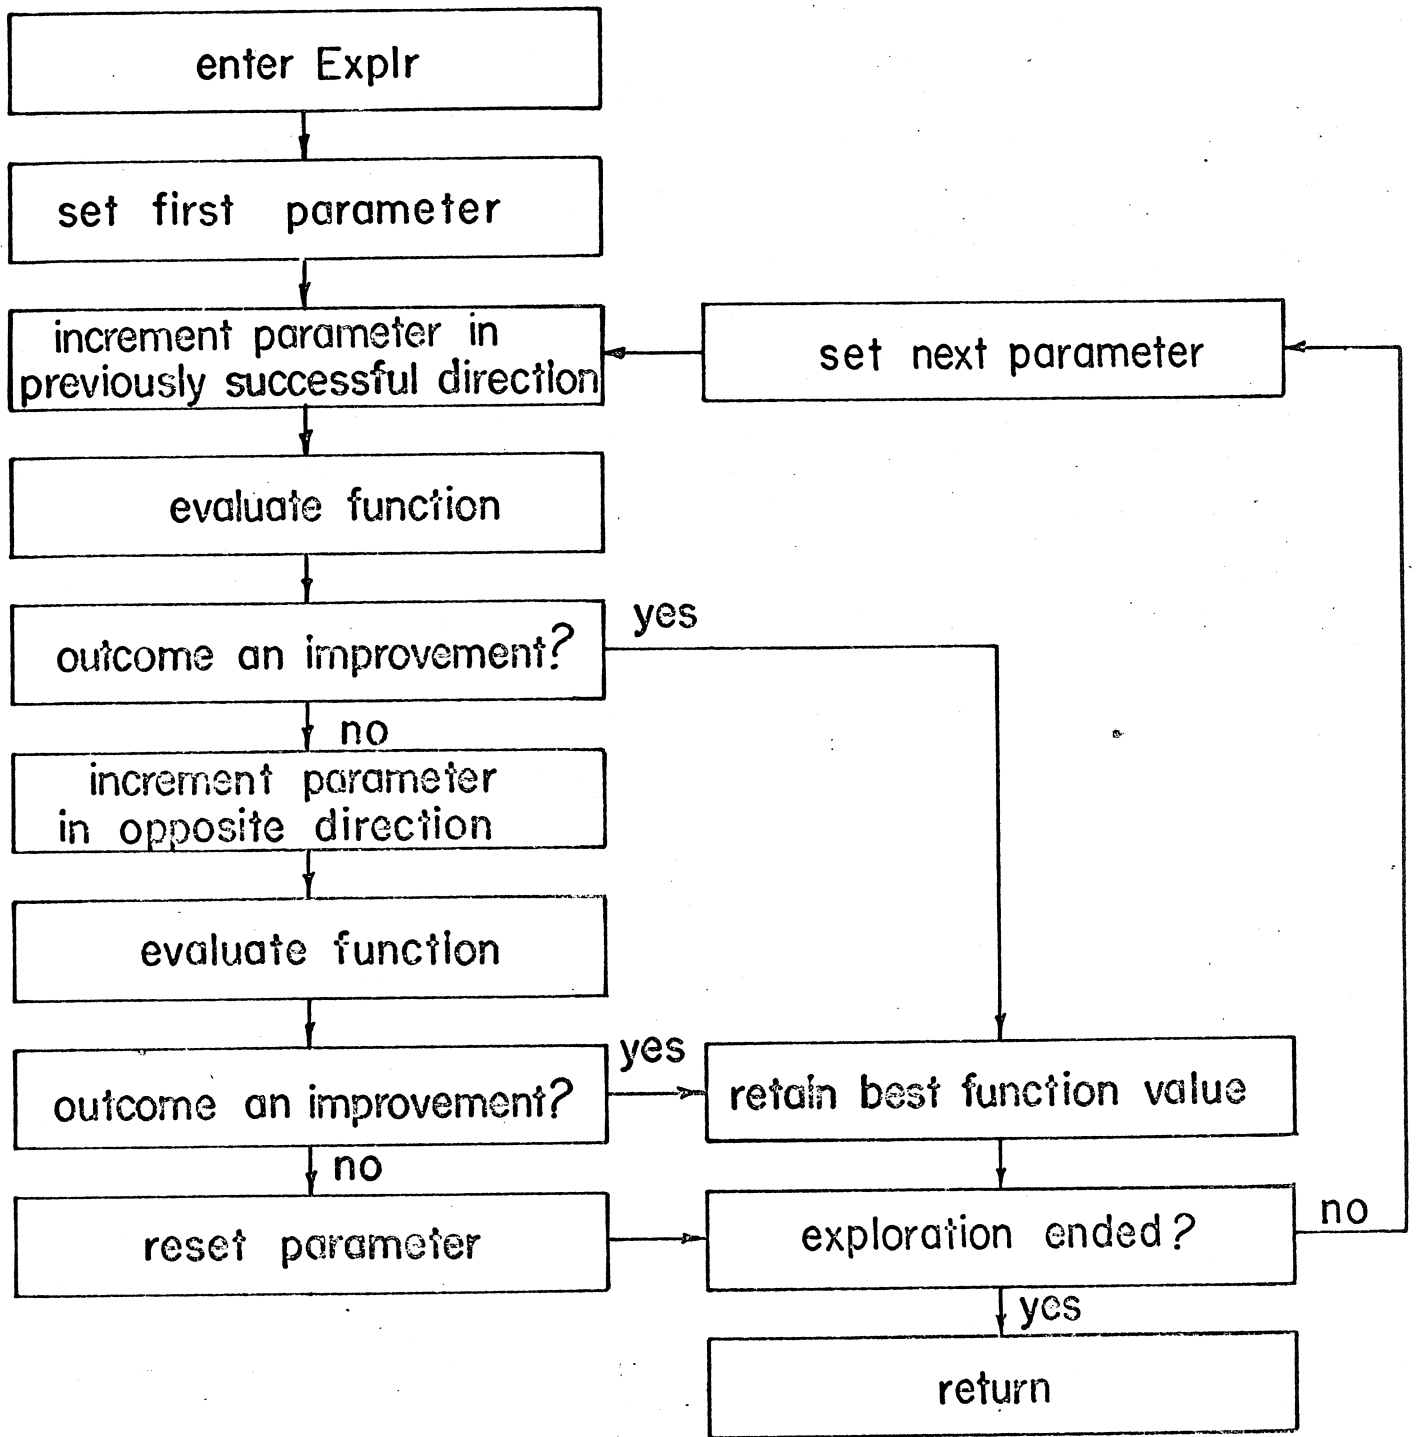 enter Explr
set first parameter
increment parameter in
previously successful direction
set next parameter
evaluate function
outcome an improvement?
yes
no
increment parameter
in opposite direction
evaluate function
outcome an improvement?
yes
retain best function value
no
reset parameter
exploration ended?
no
yes
return